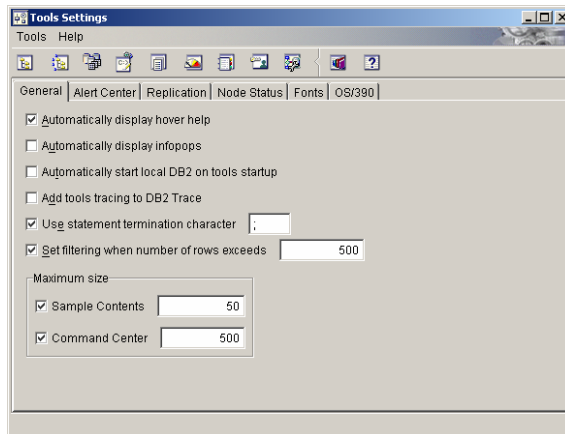 Tools Settings
Tools Help
General Alert Center Replication Node Status Fonts OS/390
Automatically display hover help
Automatically display infopops
Automatically start local DB2 on tools startup
Add tools tracing to DB2 Trace
Use statement termination character ;
Set filtering when number of rows exceeds 500
Maximum size
Sample Contents 50
Command Center 500